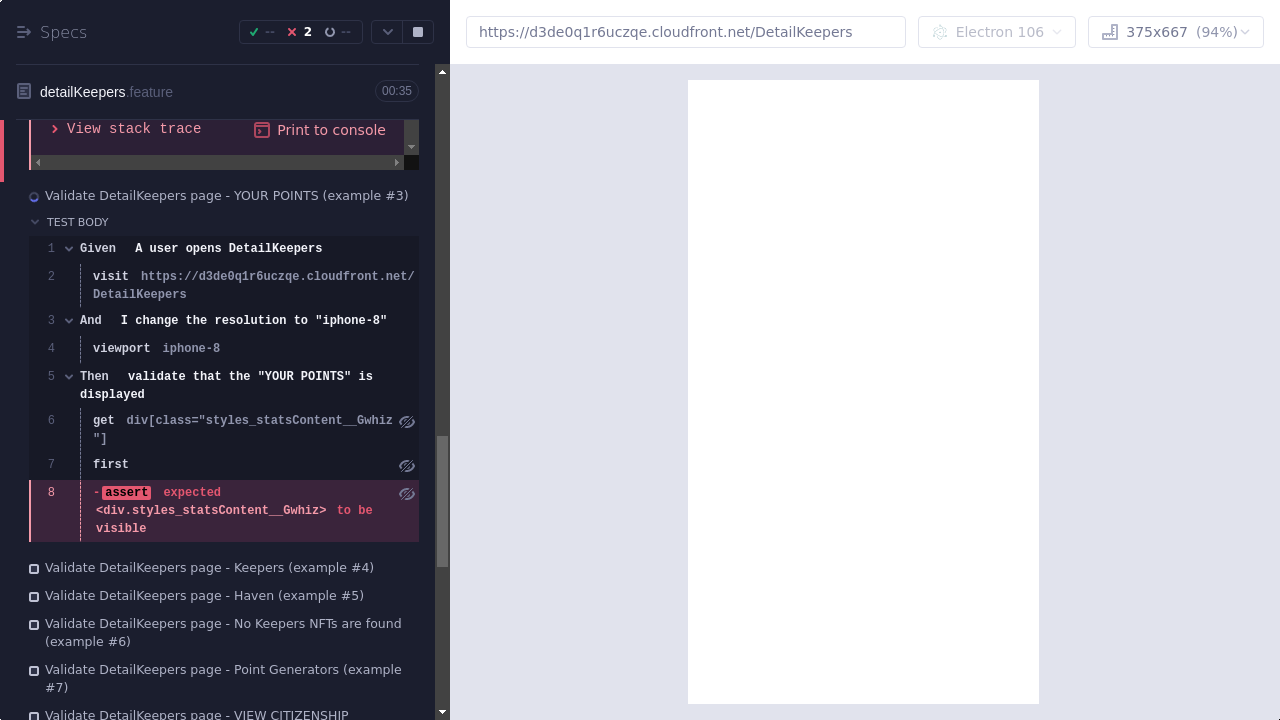 Specs
--
2
--
https://d3de0q1r6uczqe.cloudfront.net/DetailKeepers
Electron 106
375x667 (94%)
detailKeepers.feature
00:35
View stack trace
Print to console
Validate DetailKeepers page - YOUR POINTS (example #3)
TEST BODY
1 Given A user opens DetailKeepers
2 visit https://d3de0q1r6uczqe.cloudfront.net/
DetailKeepers
3 And I change the resolution to "iphone-8"
4 viewport iphone-8
5 Then validate that the "YOUR POINTS" is
displayed
6 get div[class="styles_statsContent__Gwhiz
"]
7 first
8 -assert expected
<div.styles_statsContent__Gwhiz> to be
visible
Validate DetailKeepers page - Keepers (example #4)
Validate DetailKeepers page - Haven (example #5)
Validate DetailKeepers page - No Keepers NFTs are found
(example #6)
Validate DetailKeepers page - Point Generators (example
#7)
Validate DetailKeepers page - VIEW CITIZENSHIP